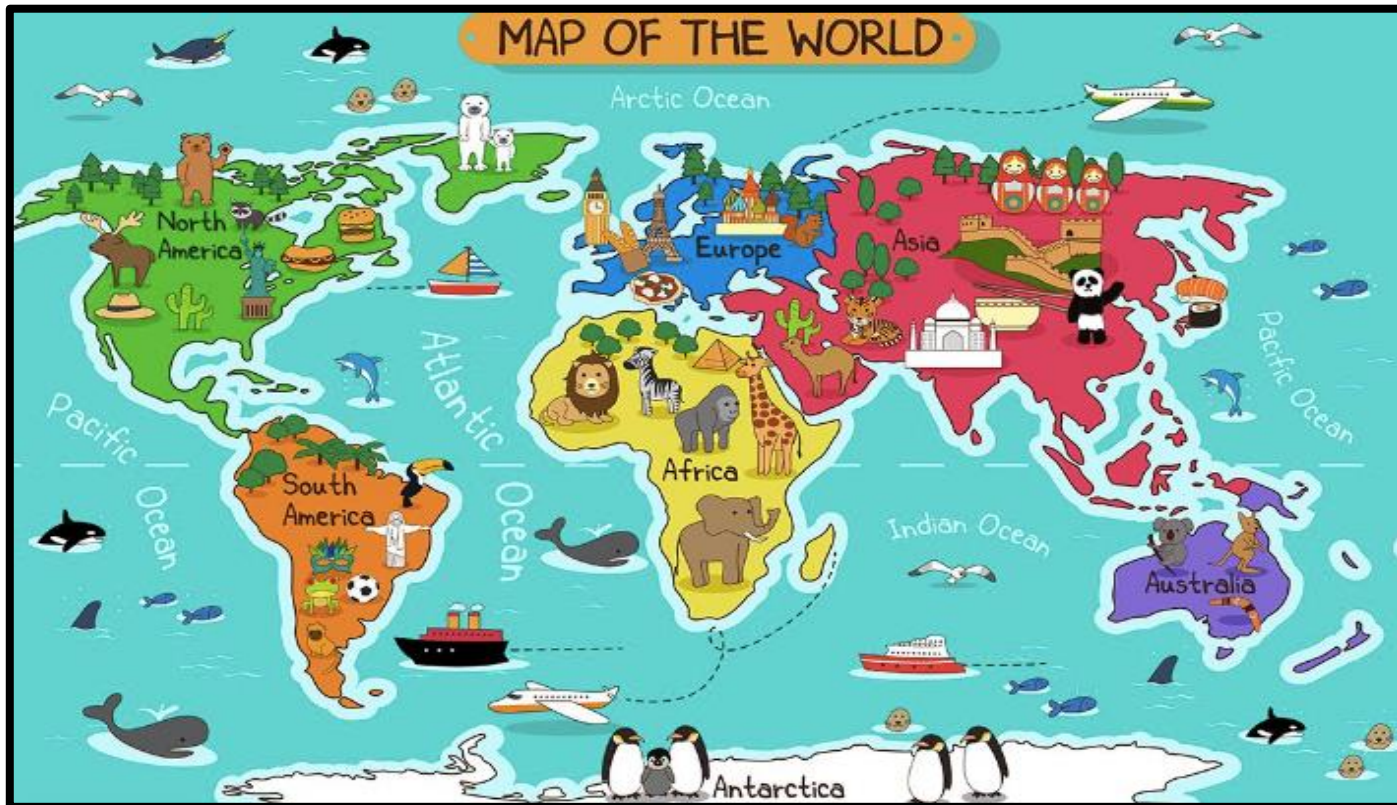 MAP OF THE WORLD
Arctic Ocean
North
America
Europe
Asia
Atlantic
Ocean
Pacific
Ocean
Pacific Ocean
Africa
South
America
Indian Ocean
Australia
Antarctica